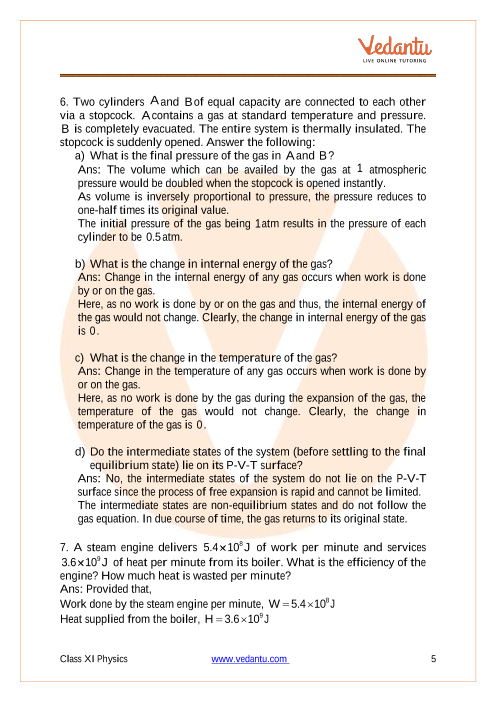 Vedantu
LIVE ONLINE TUTORING
6. Two cylinders A and B of equal capacity are connected to each other
via a stopcock. A contains a gas at standard temperature and pressure.
B is completely evacuated. The entire system is thermally insulated. The
stopcock is suddenly opened. Answer the following:
a) What is the final pressure of the gas in A and B?
Ans: The volume which can be availed by the gas at 1 atmospheric
pressure would be doubled when the stopcock is opened instantly.
As volume is inversely proportional to pressure, the pressure reduces to
one-half times its original value.
The initial pressure of the gas being 1atm results in the pressure of each
cylinder to be 0.5atm.
b) What is the change in internal energy of the gas?
Ans: Change in the internal energy of any gas occurs when work is done
by or on the gas.
Here, as no work is done by or on the gas and thus, the internal energy of
the gas would not change. Clearly, the change in internal energy of the gas
is 0.
c) What is the change in the temperature of the gas?
Ans: Change in the temperature of any gas occurs when work is done by
or on the gas.
Here, as no work is done by the gas during the expansion of the gas, the
temperature of the gas would not change. Clearly, the change in
temperature of the gas is 0.
d) Do the intermediate states of the system (before settling to the final
equilibrium state) lie on its P-V-T surface?
Ans: No, the intermediate states of the system do not lie on the P-V-T
surface since the process of free expansion is rapid and cannot be limited.
The intermediate states are non-equilibrium states and do not follow the
gas equation. In due course of time, the gas returns to its original state.
7. A steam engine delivers 5.4×10⁸J of work per minute and services
3.6×10⁹J of heat per minute from its boiler. What is the efficiency of the
engine? How much heat is wasted per minute?
Ans: Provided that,
Work done by the steam engine per minute, W = 5.4×10⁸J
Heat supplied from the boiler, H = 3.6×10⁹J
Class XI Physics www.vedantu.com 5